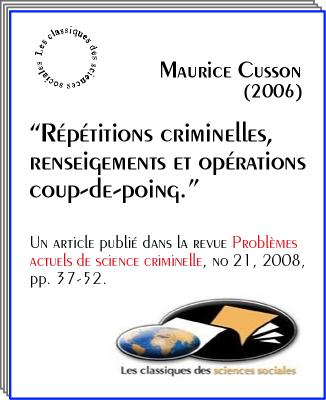 Les classiques des sciences sociales
Maurice Cusson
(2006)
“Répétitions criminelles,
renseigements et opérations
coup-de-poing.”
Un article publié dans la revue Problèmes
actuels de science criminelle, no 21, 2008,
pp. 37-52.
Les classiques des sciences sociales